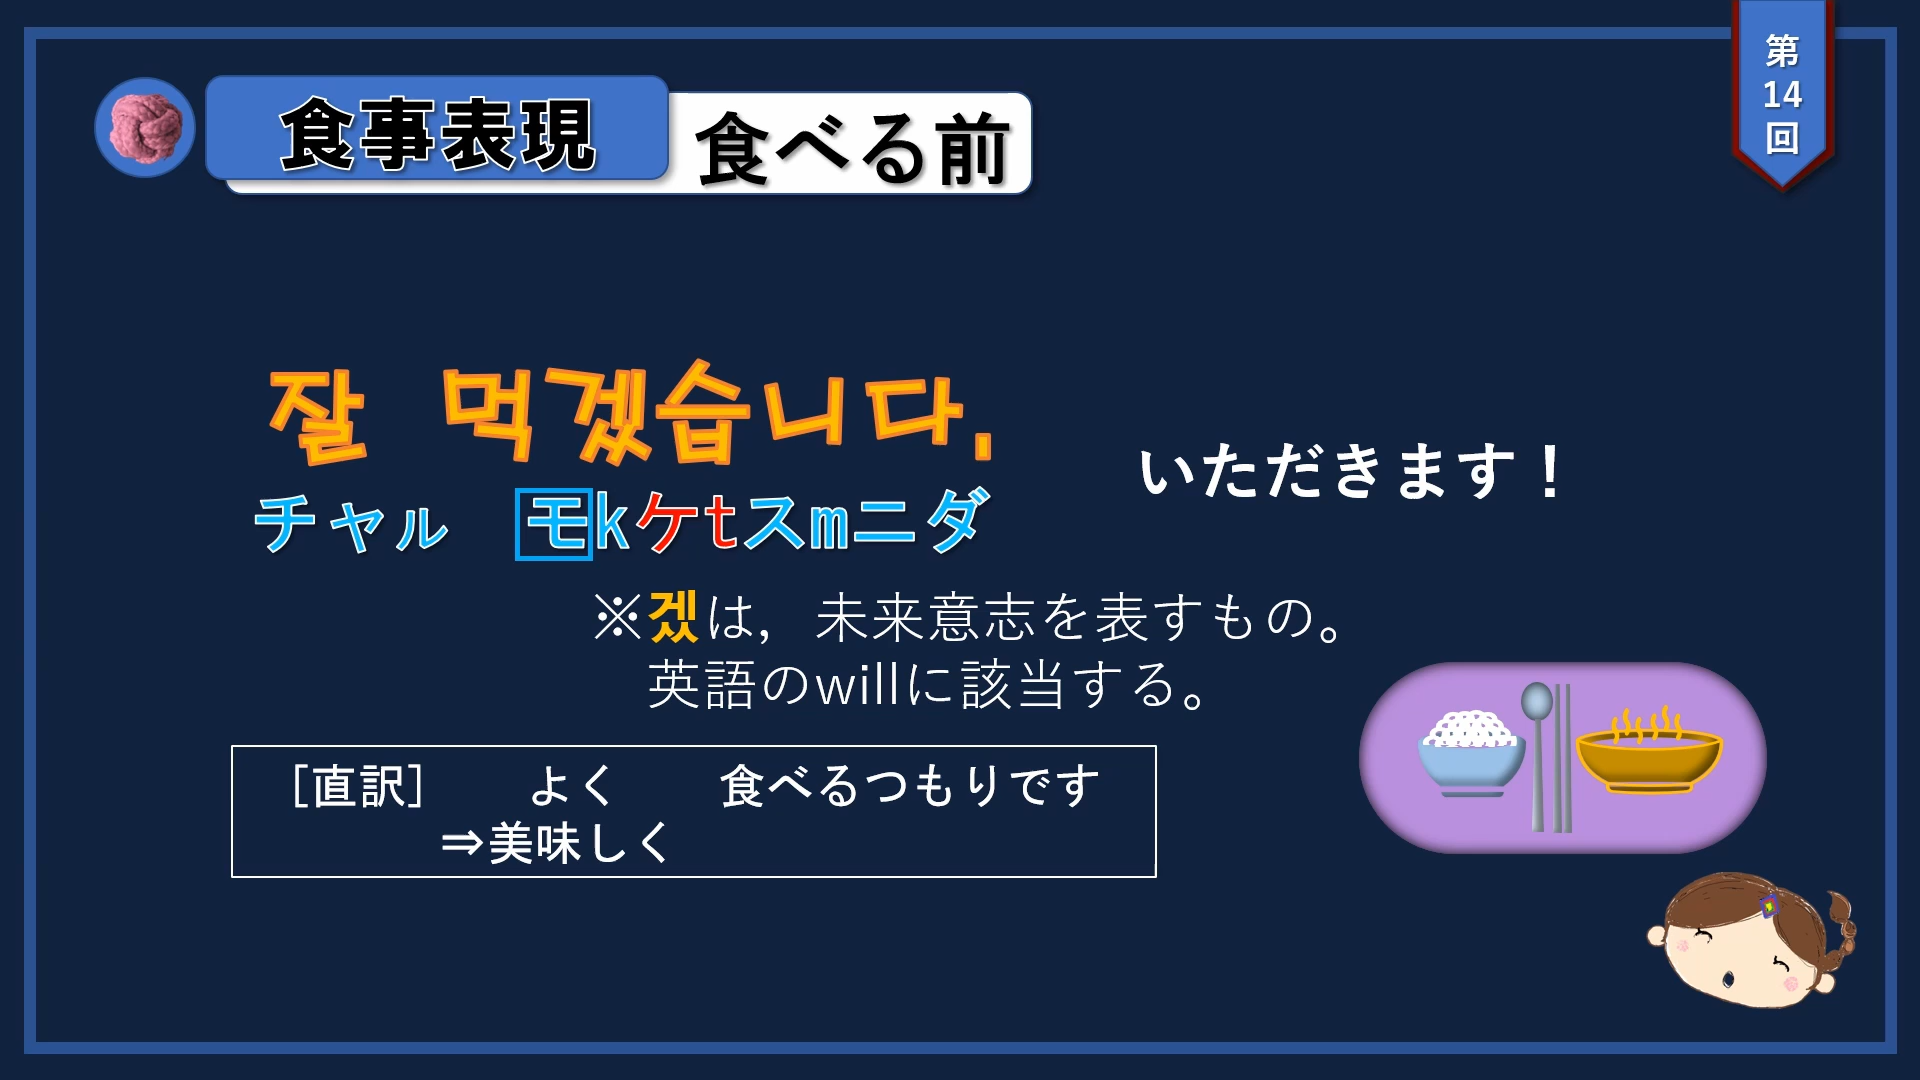 第
14
回
食事表現 食べる前
잘 먹겠습니다.
チャル モkケtスmニダ
いただきます！
※겠は，未来意志を表すもの。
英語のwillに該当する。
［直訳］ よく 食べるつもりです
⇒美味しく